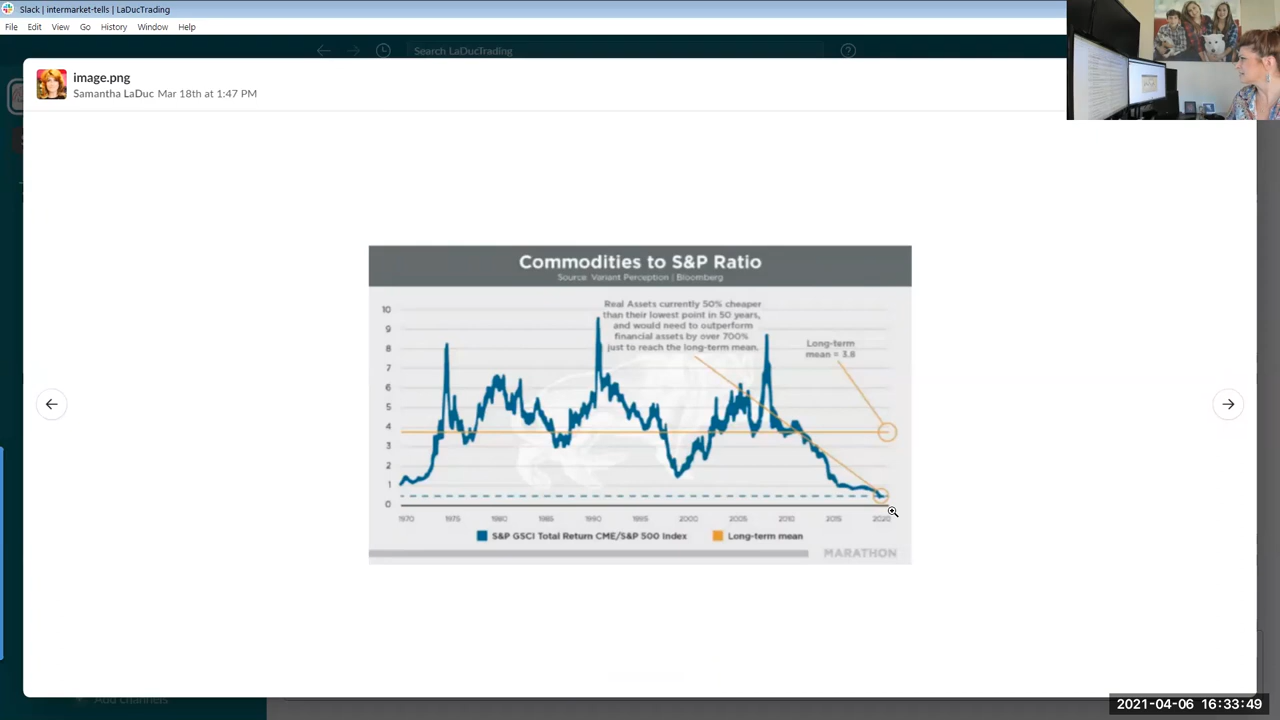 Slack | intermarket-tells | LaDucTrading
File Edit View Go History Window Help
Search LaDucTrading
image.png
Samantha LaDuc Mar 18th at 1:47 PM
Commodities to S&P Ratio
Source: Variant Perception | Bloomberg
Real Assets currently 50% cheaper
than their lowest point in 50 years,
and would need to outperform
financial assets by over 700%
just to reach the long-term mean.
Long-term
mean = 3.8
10
9
8
7
6
5
4
3
2
1
0
1970 1975 1980 1985 1990 1995 2000 2005 2010 2015 2020
S&P GSCI Total Return CME/S&P 500 Index Long-term mean
MARATHON
Add channels
2021-04-06 16:33:49